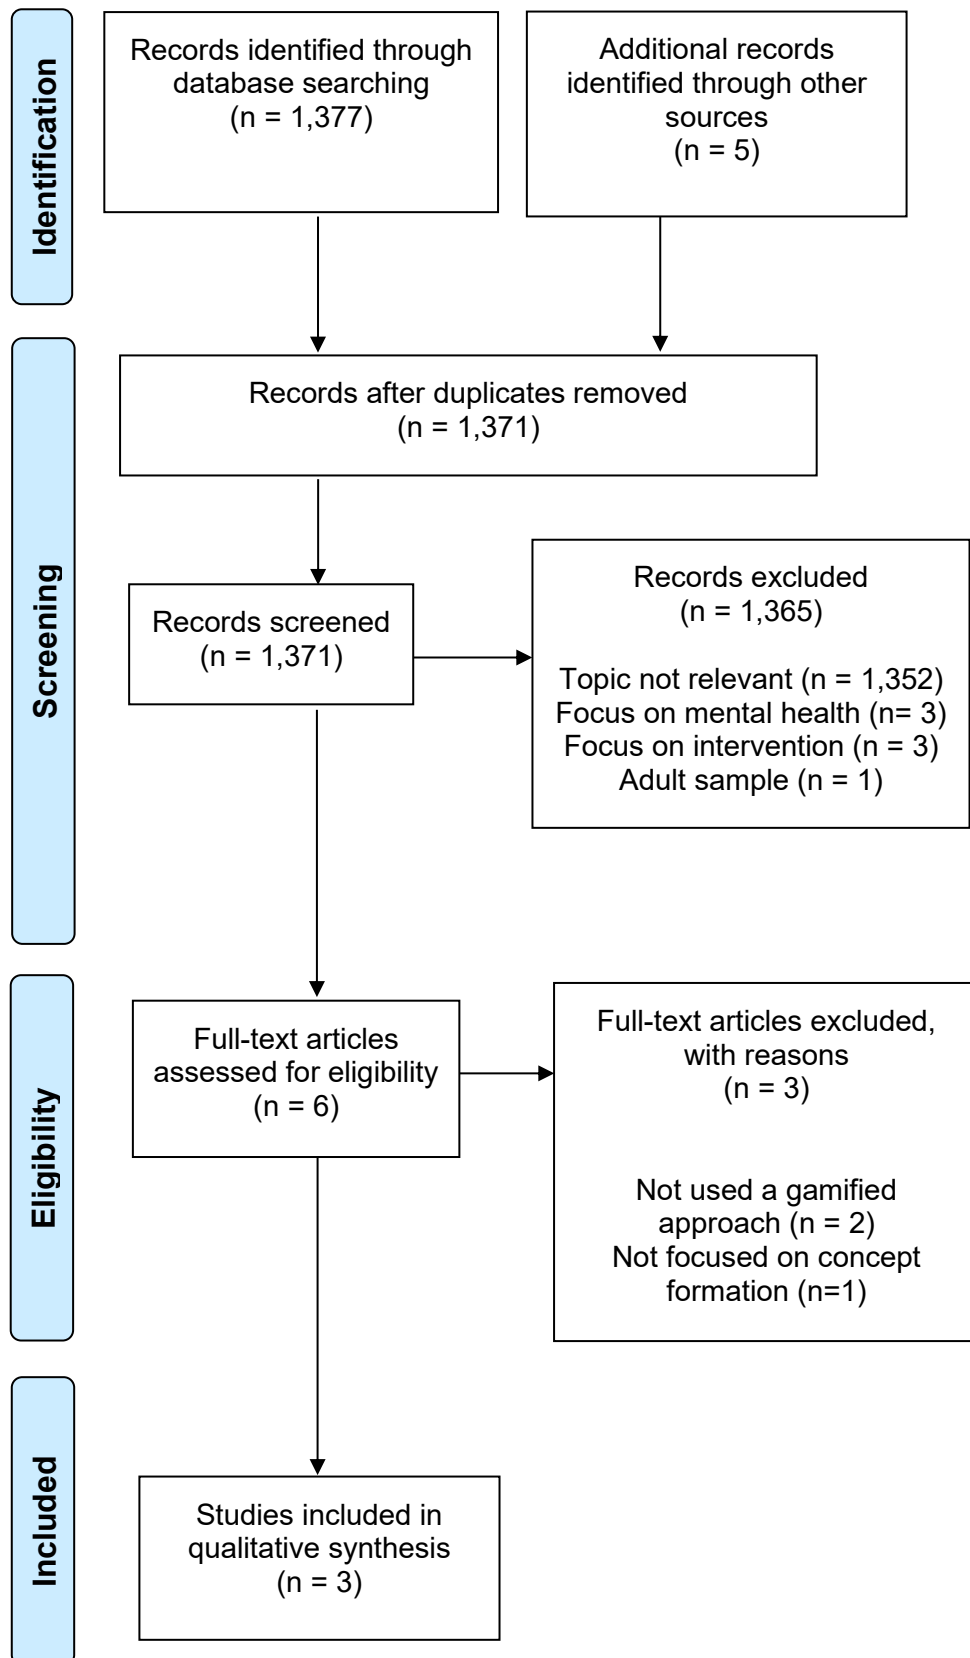 Identification
Records identified through
database searching
(n = 1,377)
Additional records
identified through other
sources
(n = 5)
Screening
Records after duplicates removed
(n = 1,371)
Records screened
(n = 1,371)
Records excluded
(n = 1,365)
Topic not relevant (n = 1,352)
Focus on mental health (n= 3)
Focus on intervention (n = 3)
Adult sample (n = 1)
Eligibility
Full-text articles
assessed for eligibility
(n = 6)
Full-text articles excluded,
with reasons
(n = 3)
Not used a gamified
approach (n = 2)
Not focused on concept
formation (n=1)
Included
Studies included in
qualitative synthesis
(n = 3)